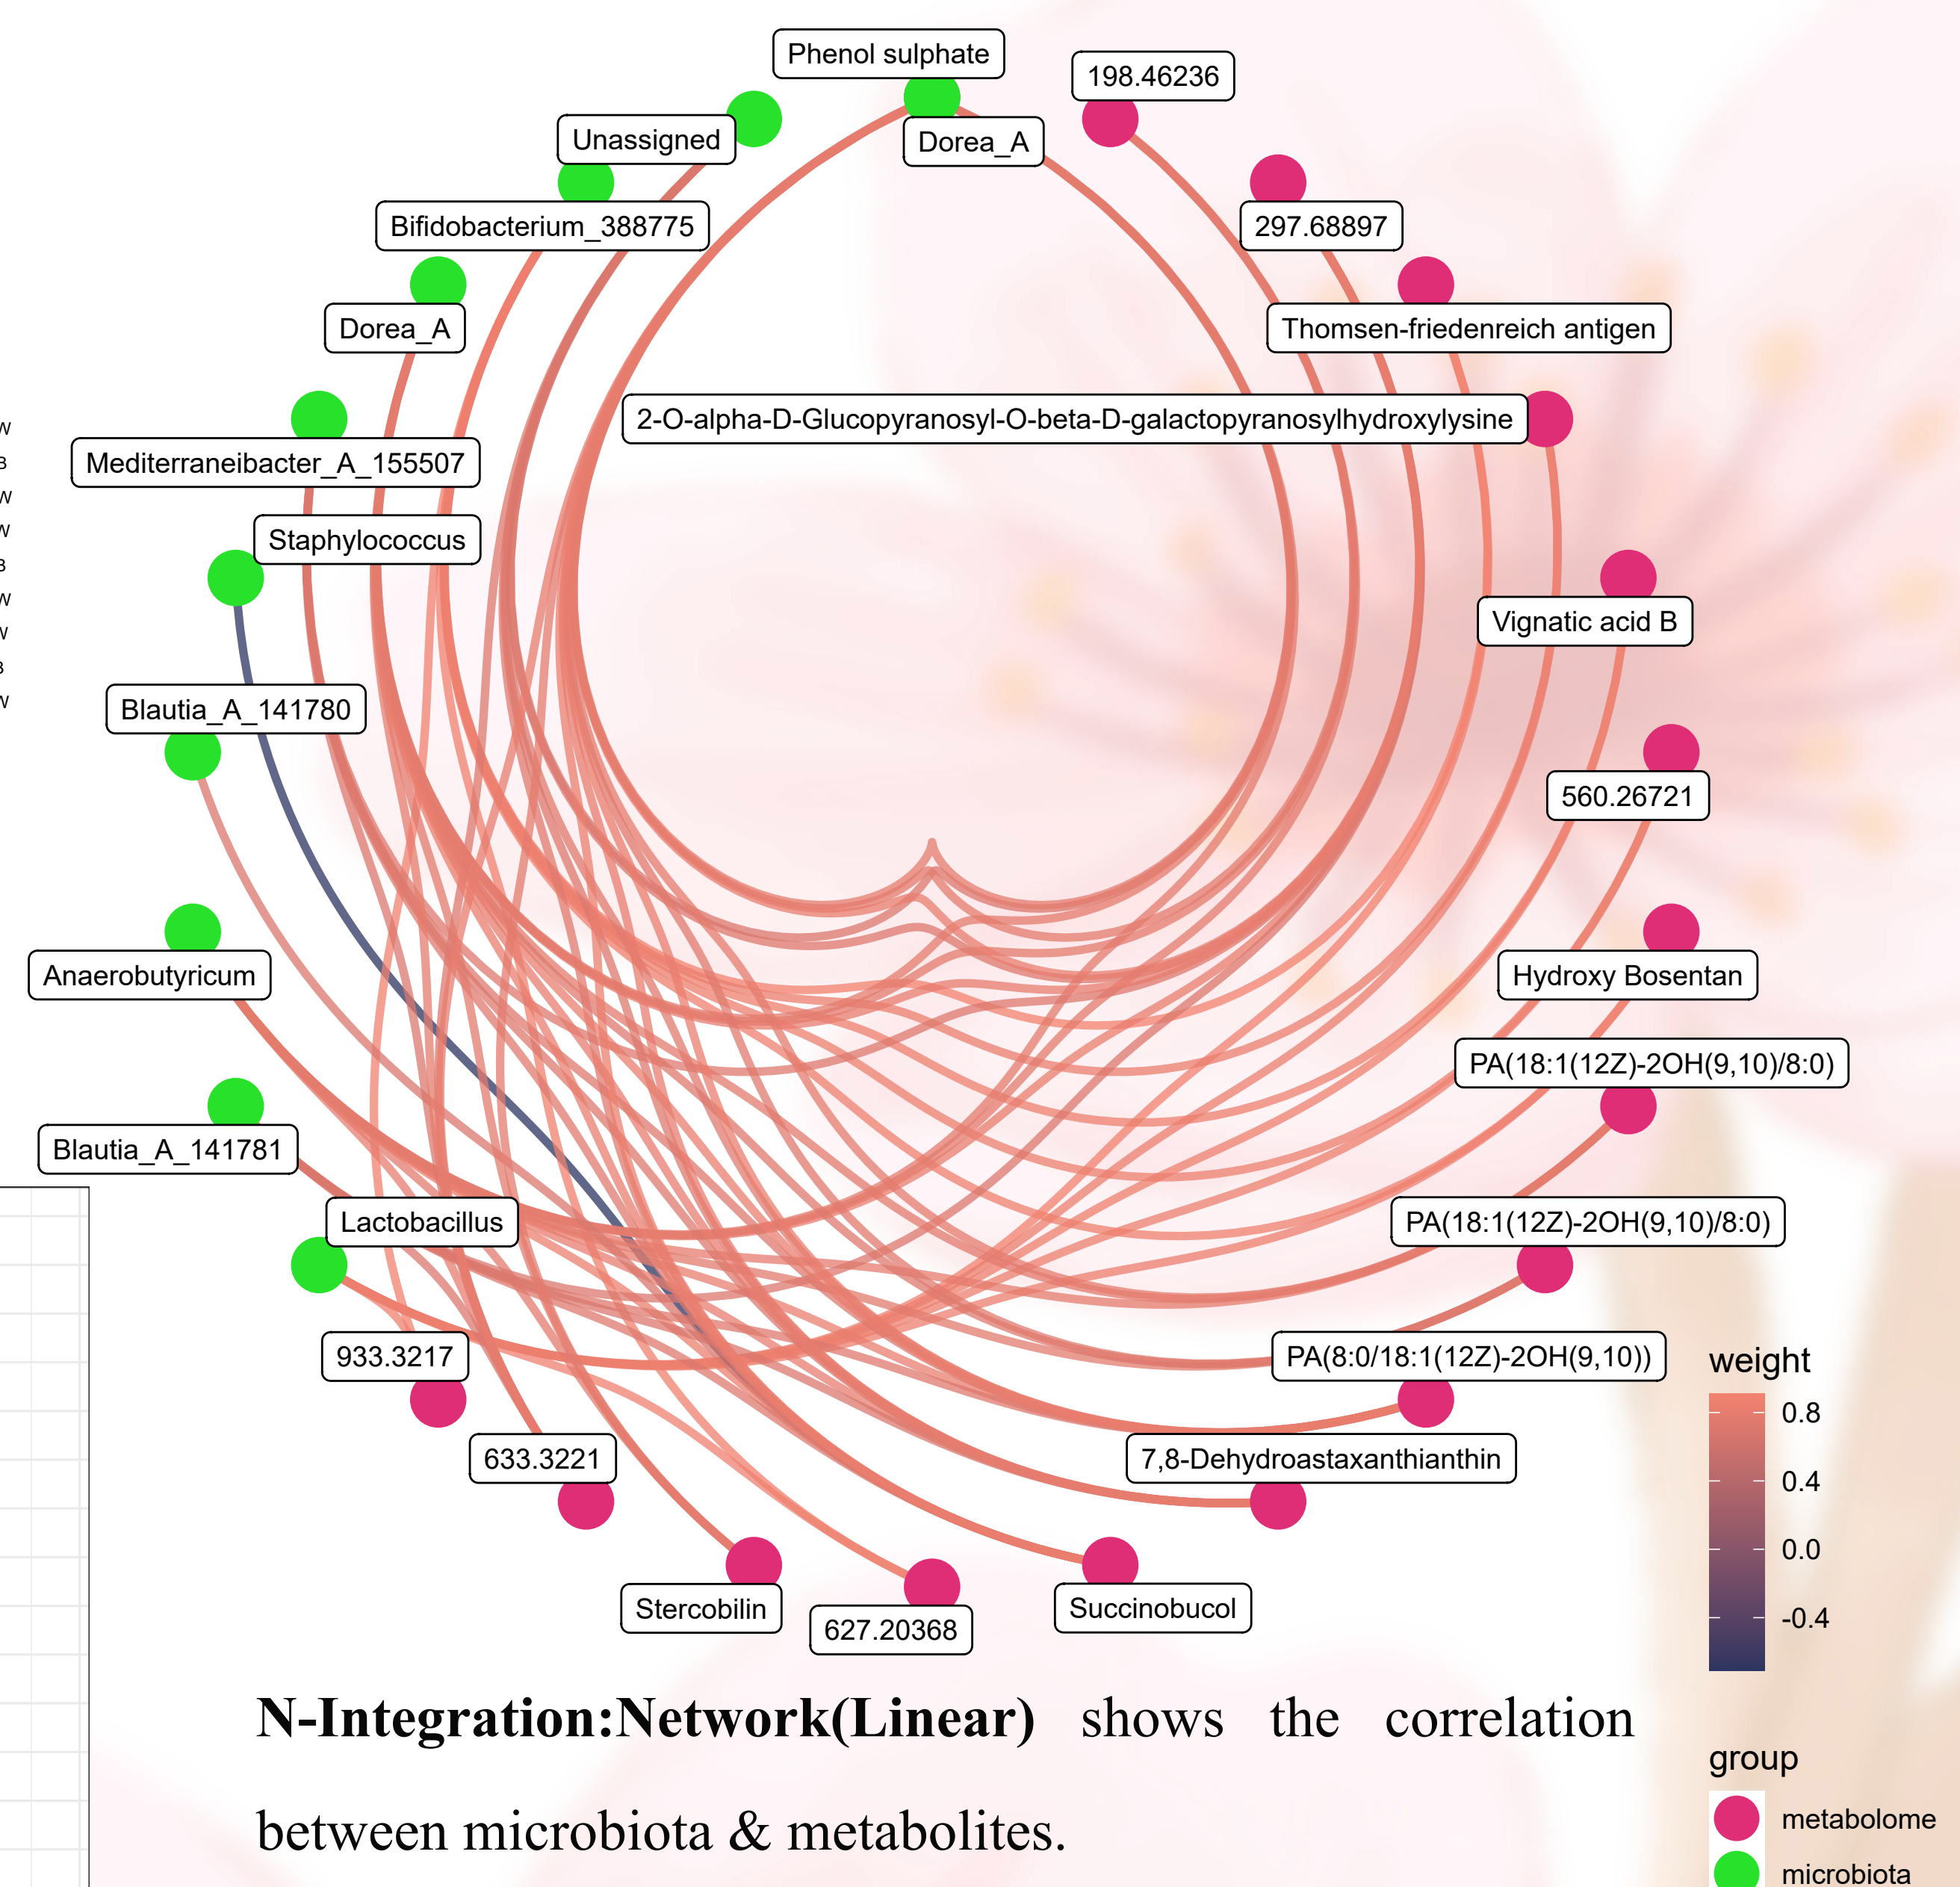 Phenol sulphate
198.46236
Unassigned
Dorea_A
Bifidobacterium_388775
297.68897
Dorea_A
Thomsen-friedenreich antigen
2-O-alpha-D-Glucopyranosyl-O-beta-D-galactopyranosylhydroxylysine
W
B
W
W
B
W
W
B
W
Mediterraneibacter_A_155507
Staphylococcus
Vignatic acid B
Blautia_A_141780
560.26721
Anaerobutyricum
Hydroxy Bosentan
PA(18:1(12Z)-2OH(9,10)/8:0)
Blautia_A_141781
Lactobacillus
PA(18:1(12Z)-2OH(9,10)/8:0)
933.3217
PA(8:0/18:1(12Z)-2OH(9,10))
633.3221
7,8-Dehydroastaxanthianthin
Stercobilin
627.20368
Succinobucol
weight
0.8
0.4
0.0
-0.4
N-Integration:Network(Linear) shows the correlation
between microbiota & metabolites.
group
metabolome
microbiota